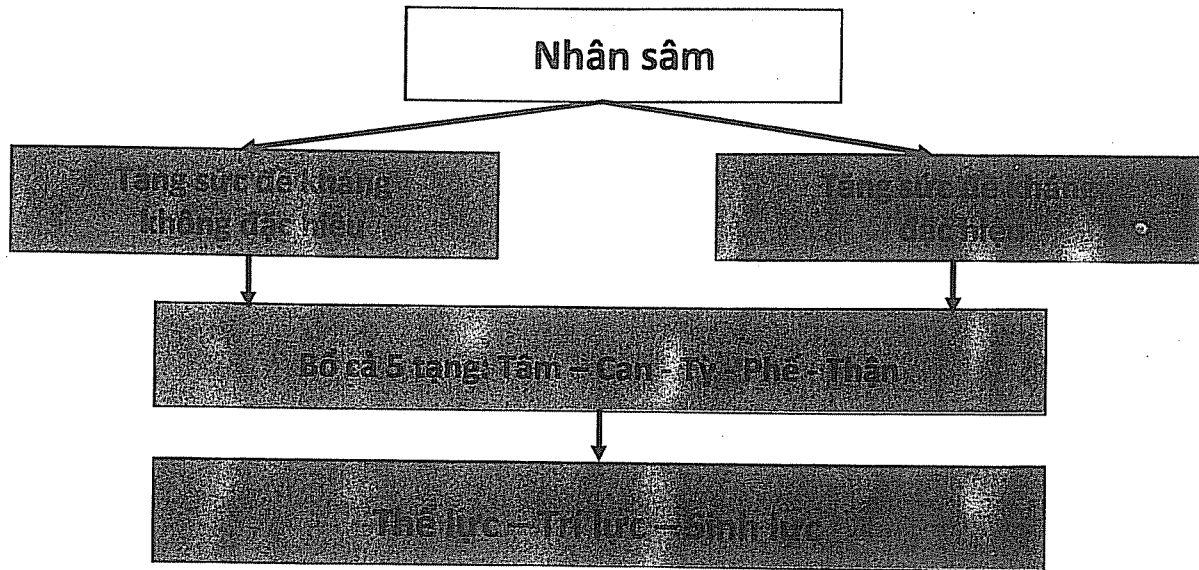 Nhân sâm
Tăng sức đề kháng
không đặc hiệu
Tăng sức đề kháng
đặc hiệu
Bổ cả 5 tạng: Tâm – Can - Tỳ - Phế - Thận
Thể lực – Trí lực – Sinh lực